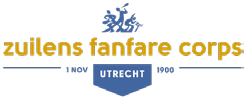 zuilens fanfare corps
1 NOV UTRECHT 1900